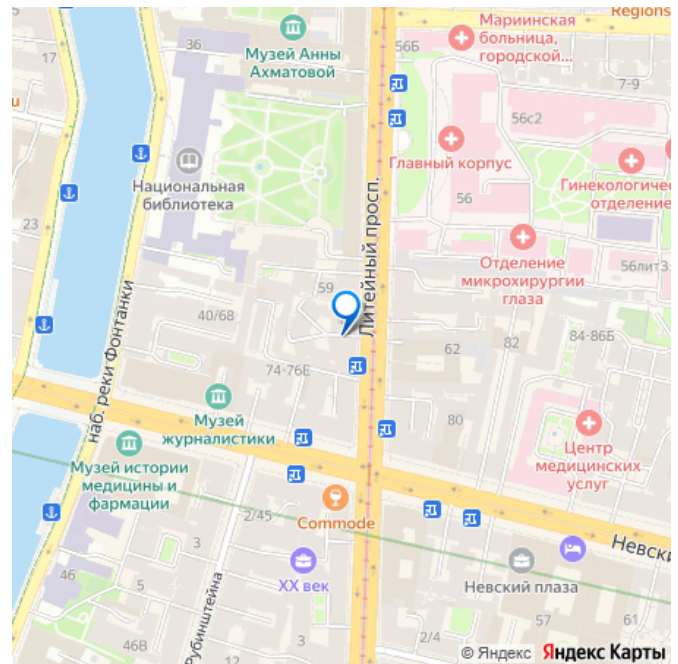 Regions
Мариинская
больница,
городской...
56Б
7-9
36
17
Музей Анны
Ахматовой
u
56с2
Главный корпус
Гинекологичес
отделение
Национальная
библиотека
56
23
Литейный просп.
Отделение
микрохирургии
глаза
56лит3
59
40/68
наб. реки Фонтанки
62
82
84-86Б
74-76Е
Музей
журналистики
80
Центр
медицинских
услуг
Музей истории
медицины и
фармации
Commode
2/45
Невски
3
ХХ век
Невский плаза
46
5
Рубинштейна
57
61
46В
3
2/4
© Яндекс Яндекс Карты